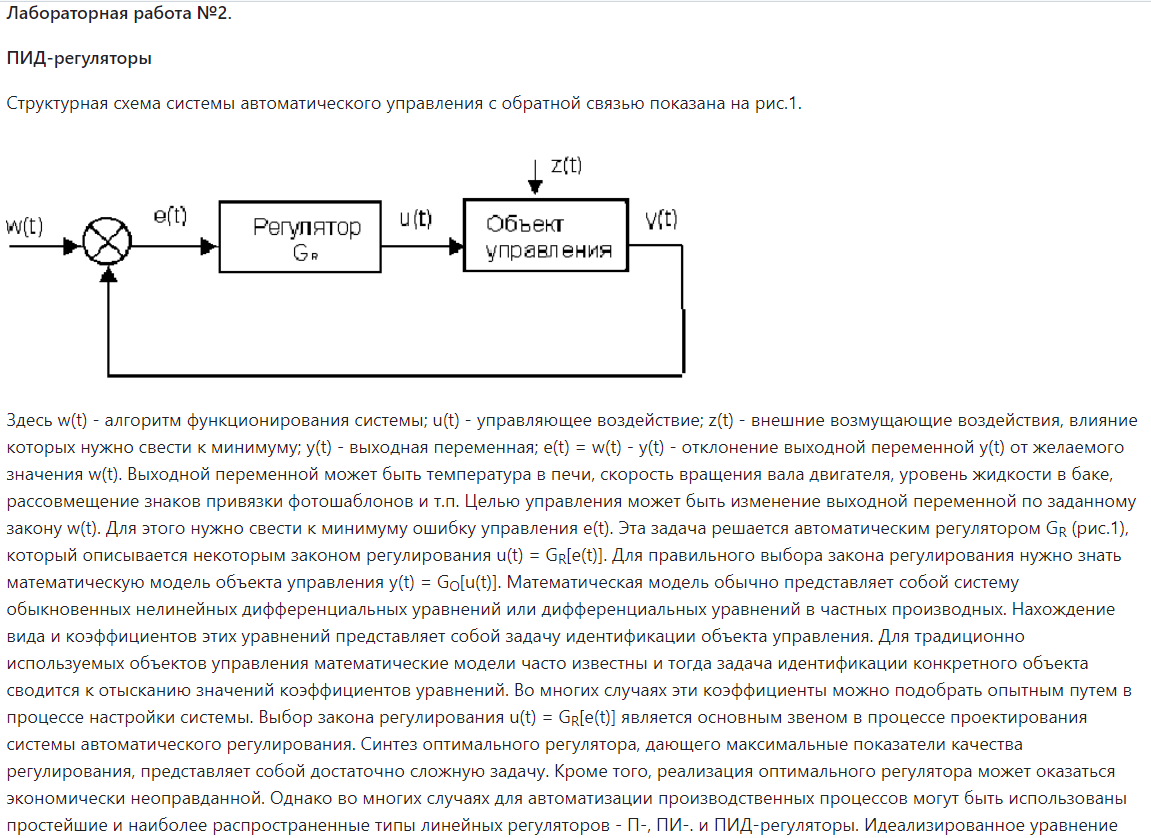 Лабораторная работа №2.
ПИД-регуляторы
Структурная схема системы автоматического управления с обратной связью показана на рис.1.
z(t)
w(t)
e(t)
Регулятор
GR
u(t)
Объект
управления
y(t)
Здесь w(t) - алгоритм функционирования системы; u(t) - управляющее воздействие; z(t) - внешние возмущающие воздействия, влияние
которых нужно свести к минимуму; y(t) - выходная переменная; e(t) = w(t) - y(t) - отклонение выходной переменной y(t) от желаемого
значения w(t). Выходной переменной может быть температура в печи, скорость вращения вала двигателя, уровень жидкости в баке,
рассовмещение знаков привязки фотошаблонов и т.п. Целью управления может быть изменение выходной переменной по заданному
закону w(t). Для этого нужно свести к минимуму ошибку управления e(t). Эта задача решается автоматическим регулятором GR (рис.1),
который описывается некоторым законом регулирования u(t) = GR[e(t)]. Для правильного выбора закона регулирования нужно знать
математическую модель объекта управления y(t) = GO[u(t)]. Математическая модель обычно представляет собой систему
обыкновенных нелинейных дифференциальных уравнений или дифференциальных уравнений в частных производных. Нахождение
вида и коэффициентов этих уравнений представляет собой задачу идентификации объекта управления. Для традиционно
используемых объектов управления математические модели часто известны и тогда задача идентификации конкретного объекта
сводится к отысканию значений коэффициентов уравнений. Во многих случаях эти коэффициенты можно подобрать опытным путем в
процессе настройки системы. Выбор закона регулирования u(t) = GR[e(t)] является основным звеном в процессе проектирования
системы автоматического регулирования. Синтез оптимального регулятора, дающего максимальные показатели качества
регулирования, представляет собой достаточно сложную задачу. Кроме того, реализация оптимального регулятора может оказаться
экономически неоправданной. Однако во многих случаях для автоматизации производственных процессов могут быть использованы
простейшие и наиболее распространенные типы линейных регуляторов - П-, ПИ-. и ПИД-регуляторы. Идеализированное уравнение